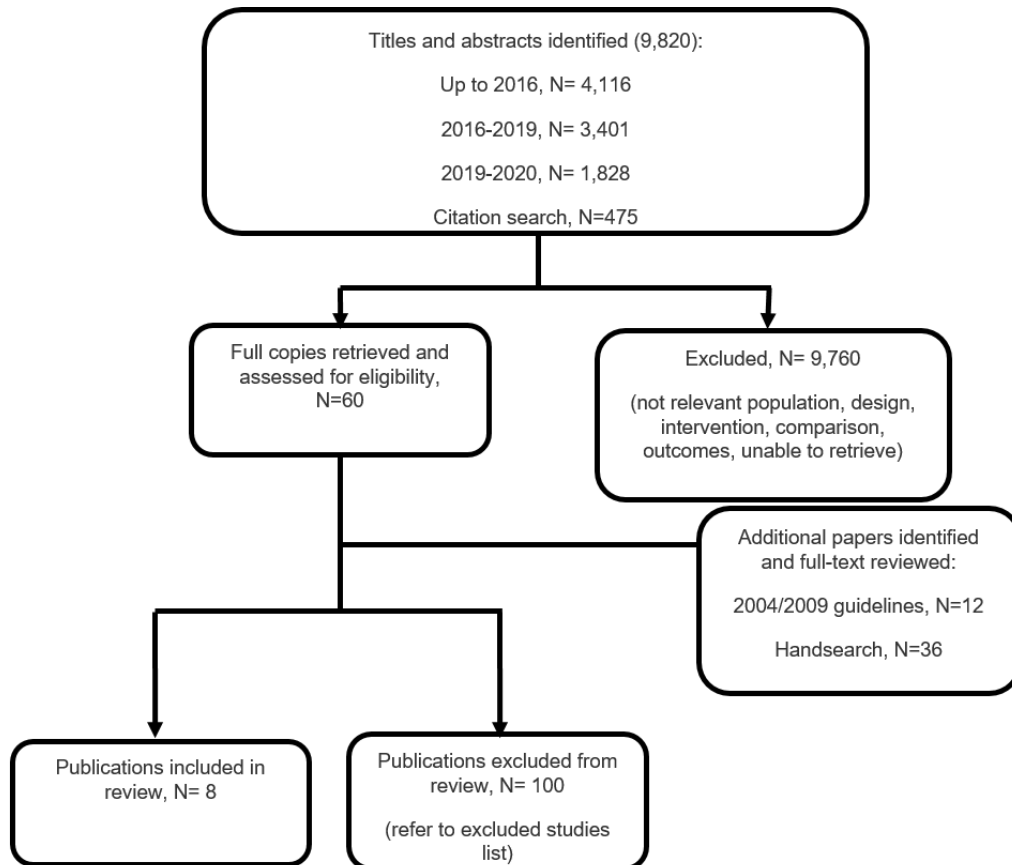 Titles and abstracts identified (9,820):
Up to 2016, N= 4,116
2016-2019, N= 3,401
2019-2020, N= 1,828
Citation search, N=475
Full copies retrieved and
assessed for eligibility,
N=60
Excluded, N= 9,760
(not relevant population, design,
intervention, comparison,
outcomes, unable to retrieve)
Additional papers identified
and full-text reviewed:
2004/2009 guidelines, N=12
Handsearch, N=36
Publications included in
review, N= 8
Publications excluded from
review, N= 100
(refer to excluded studies
list)